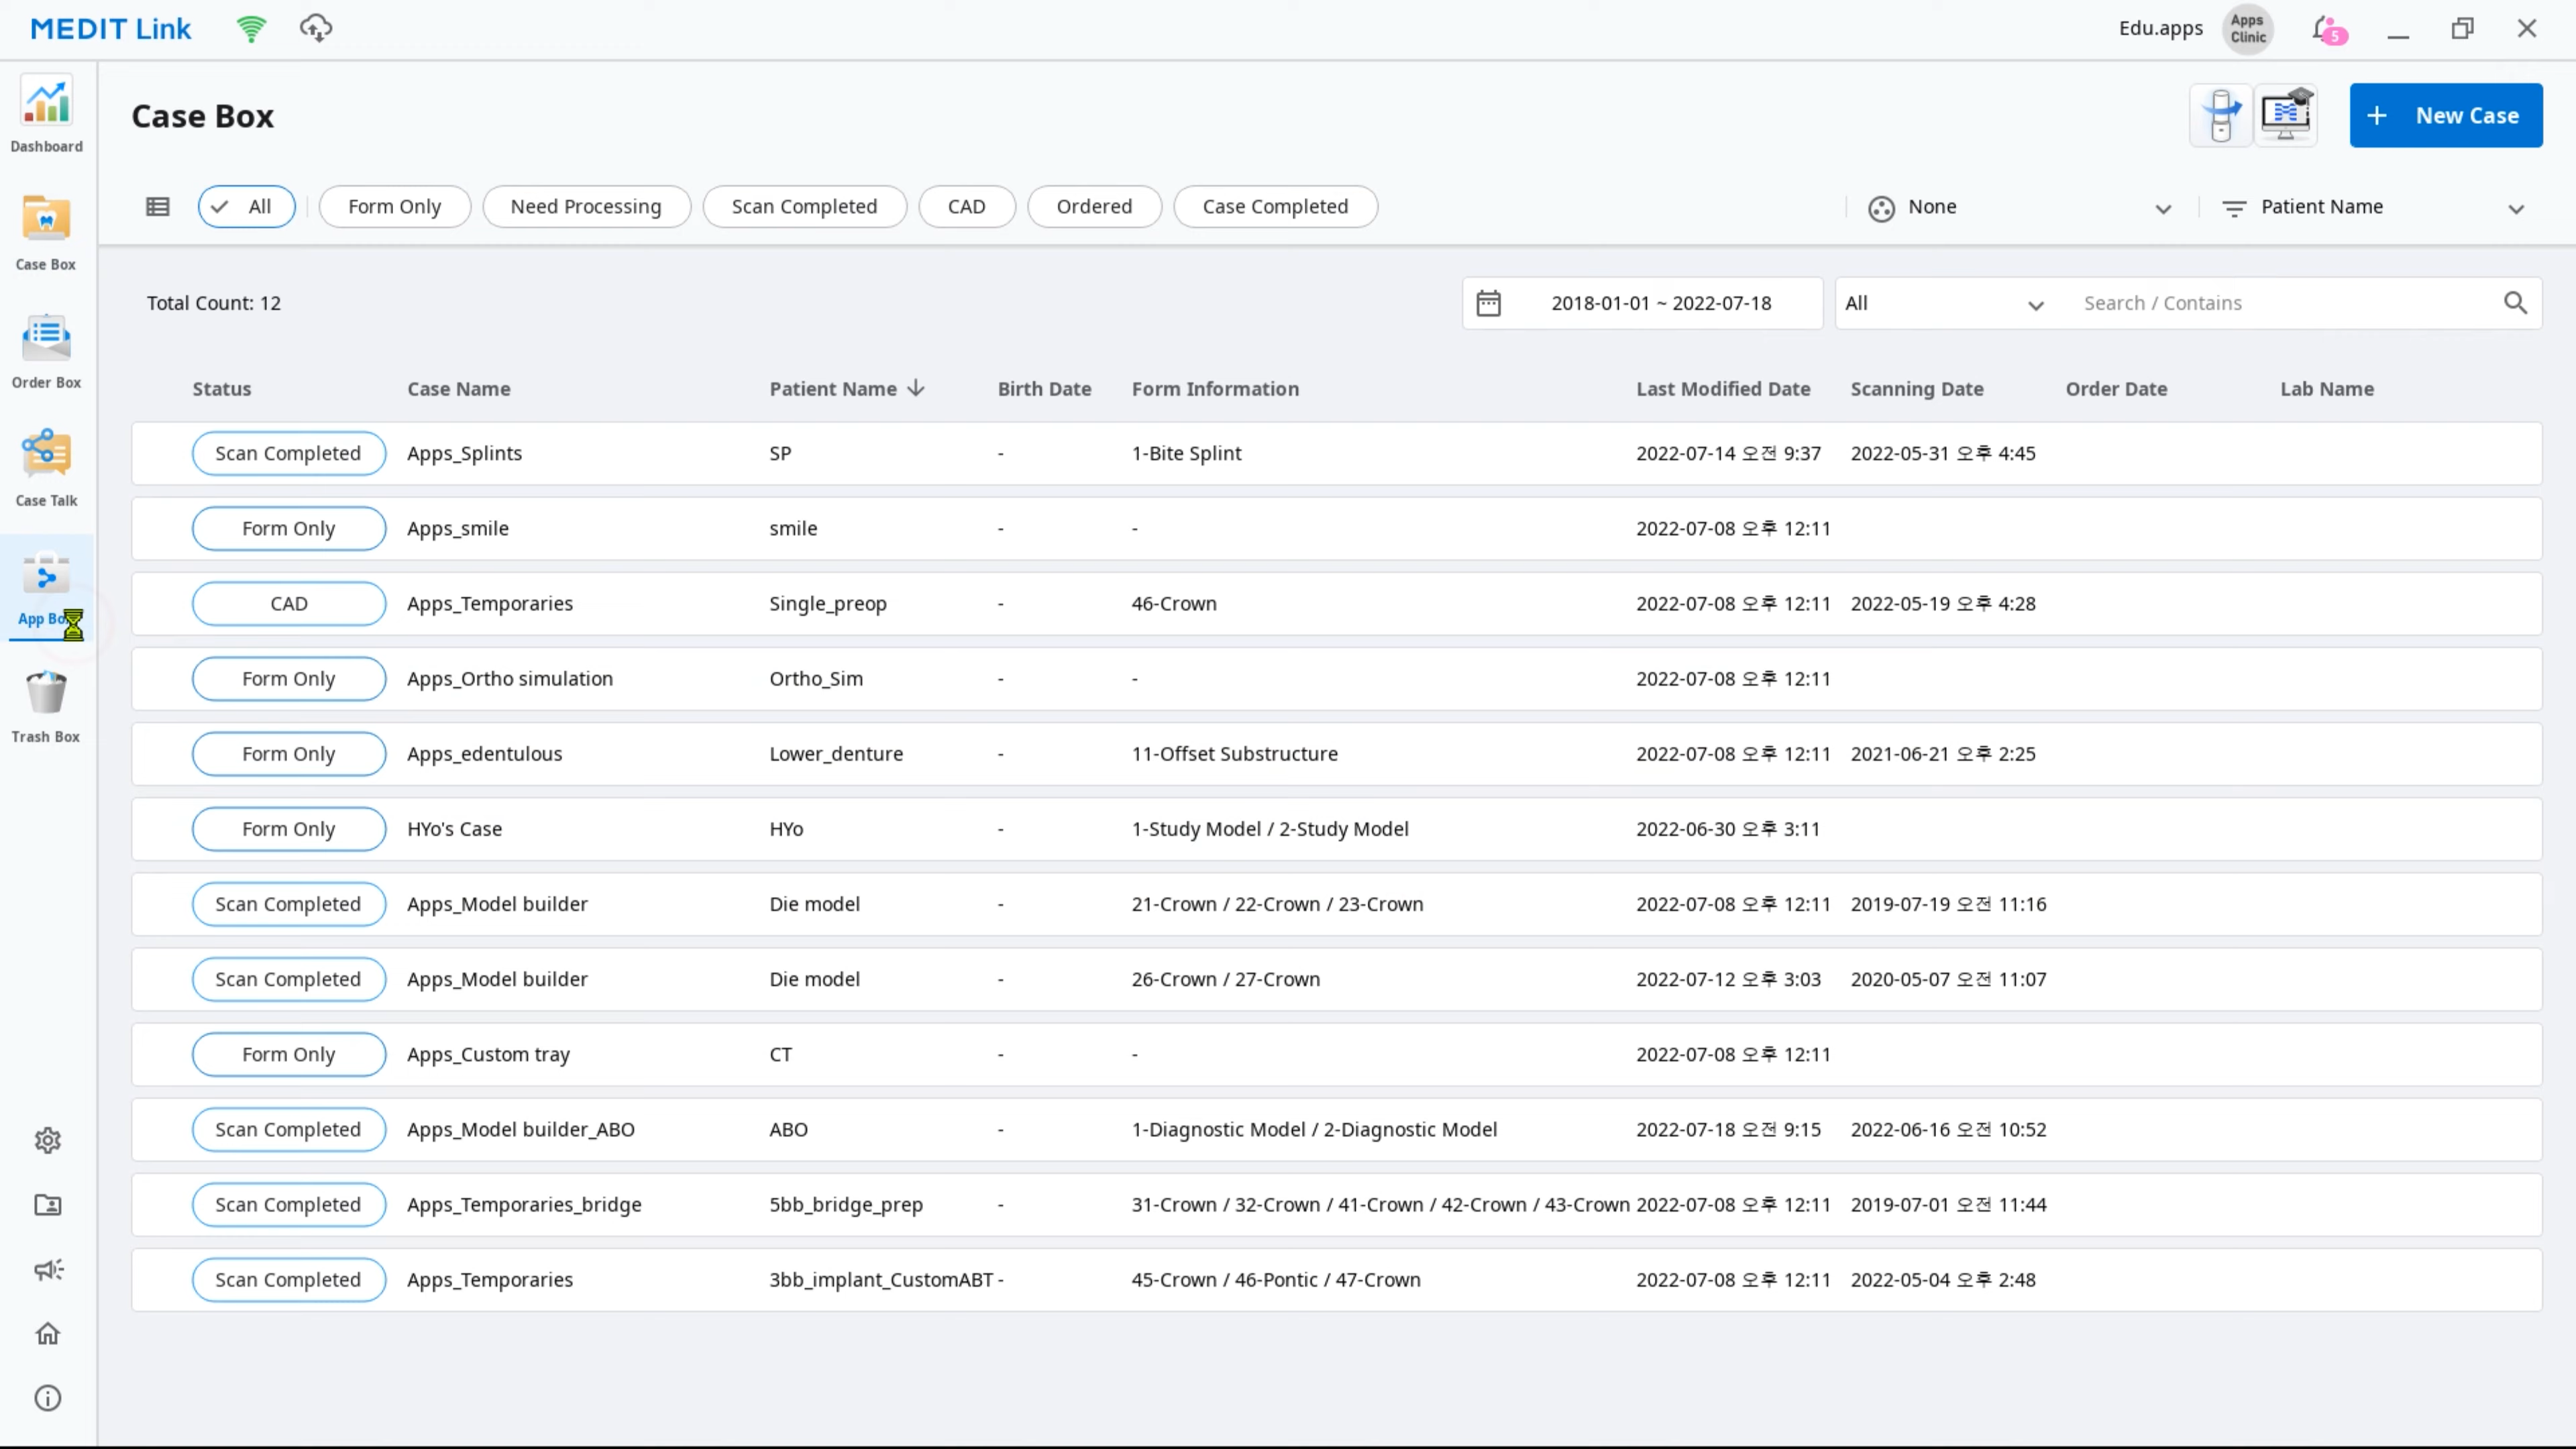 MEDIT Link
Edu.apps
Apps
Clinic
5
Dashboard
Case Box
Order Box
Case Talk
Trash Box
Case Box
+ New Case
All
Form Only
Need Processing
Scan Completed
CAD
Ordered
Case Completed
None
Patient Name
Total Count: 12
2018-01-01 ~ 2022-07-18
All
Search / Contains
Status Case Name Patient Name Birth Date Form Information Last Modified Date Scanning Date Order Date Lab Name
Scan Completed Apps_Splints SP - 1-Bite Splint 2022-07-14 오전 9:37 2022-05-31 오후 4:45
Form Only Apps_smile smile - - 2022-07-08 오후 12:11
CAD Apps_Temporaries Single_preop - 46-Crown 2022-07-08 오후 12:11 2022-05-19 오후 4:28
Form Only Apps_Ortho simulation Ortho_Sim - - 2022-07-08 오후 12:11
Form Only Apps_edentulous Lower_denture - 11-Offset Substructure 2022-07-08 오후 12:11 2021-06-21 오후 2:25
Form Only HYo's Case HYo - 1-Study Model / 2-Study Model 2022-06-30 오후 3:11
Scan Completed Apps_Model builder Die model - 21-Crown / 22-Crown / 23-Crown 2022-07-08 오후 12:11 2019-07-19 오전 11:16
Scan Completed Apps_Model builder Die model - 26-Crown / 27-Crown 2022-07-12 오후 3:03 2020-05-07 오전 11:07
Form Only Apps_Custom tray CT - - 2022-07-08 오후 12:11
Scan Completed Apps_Model builder_ABO ABO - 1-Diagnostic Model / 2-Diagnostic Model 2022-07-18 오전 9:15 2022-06-16 오전 10:52
Scan Completed Apps_Temporaries_bridge 5bb_bridge_prep - 31-Crown / 32-Crown / 41-Crown / 42-Crown / 43-Crown 2022-07-08 오후 12:11 2019-07-01 오전 11:44
Scan Completed Apps_Temporaries 3bb_implant_CustomABT - 45-Crown / 46-Pontic / 47-Crown 2022-07-08 오후 12:11 2022-05-04 오후 2:48